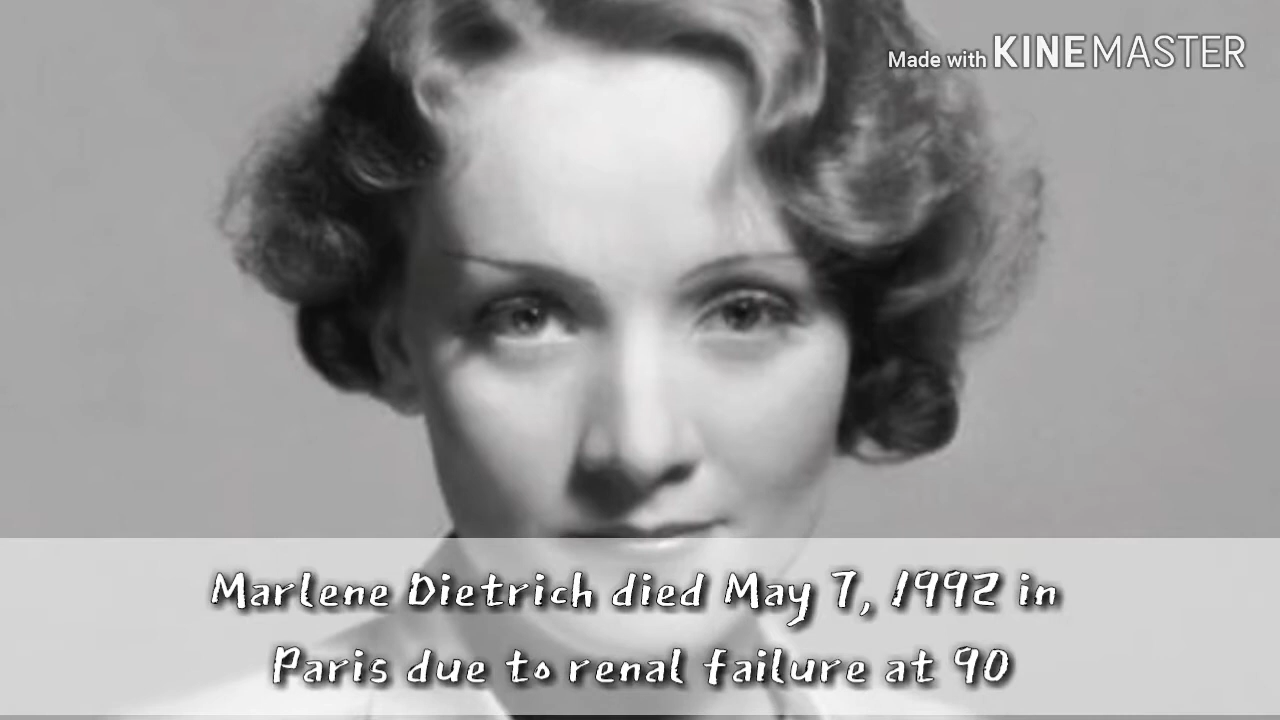 Made with KINEMASTER
Marlene Dietrich died May 7, 1992 in
Paris due to renal failure at 90